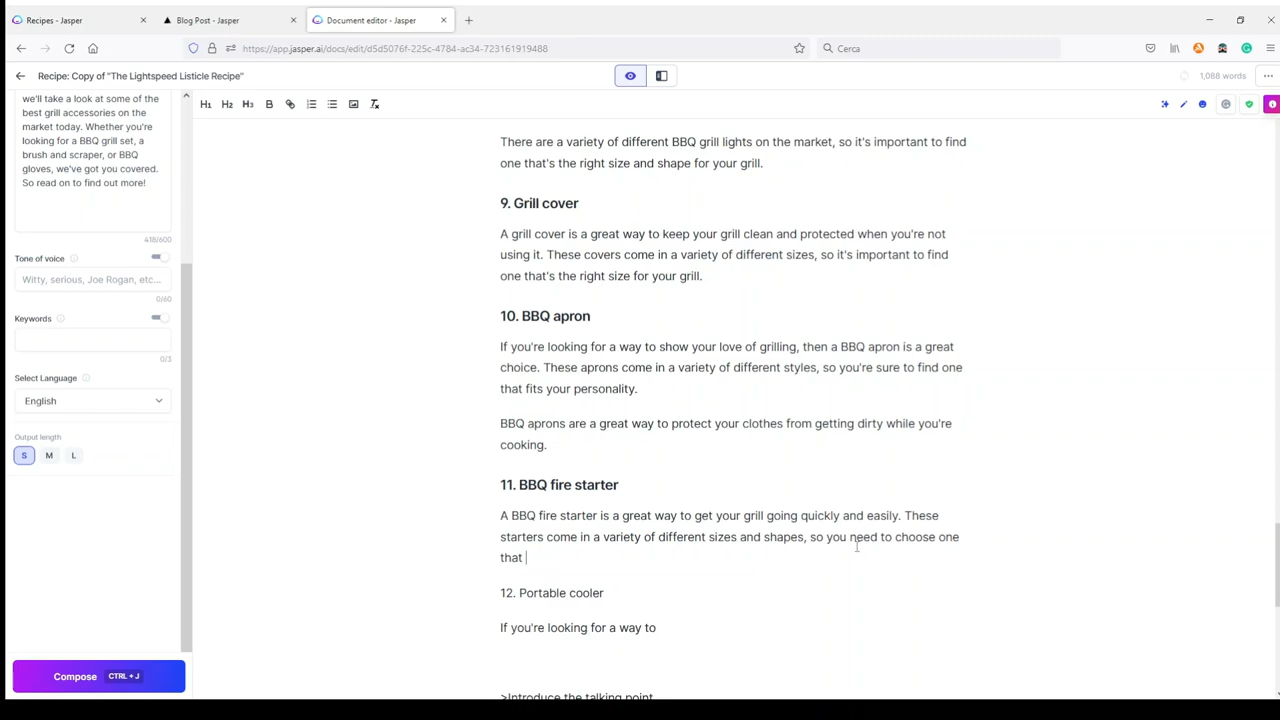 Recipes - Jasper
Blog Post - Jasper
Document editor - Jasper
https://app.jasper.ai/docs/edit/d5d5076f-225c-4784-ac34-723161919488
Cerca
Recipe: Copy of "The Lightspeed Listicle Recipe"
1,088 words
we'll take a look at some of the
best grill accessories on the
market today. Whether you're
looking for a BBQ grill set, a
brush and scraper, or BBQ
gloves, we've got you covered.
So read on to find out more!
418/600
Tone of voice
Witty, serious, Joe Rogan, etc...
0/60
Keywords
0/3
Select Language
English
Output length
S M L
Compose CTRL + J
H1 H2 H3 B
There are a variety of different BBQ grill lights on the market, so it's important to find
one that's the right size and shape for your grill.
9. Grill cover
A grill cover is a great way to keep your grill clean and protected when you're not
using it. These covers come in a variety of different sizes, so it's important to find
one that's the right size for your grill.
10. BBQ apron
If you're looking for a way to show your love of grilling, then a BBQ apron is a great
choice. These aprons come in a variety of different styles, so you're sure to find one
that fits your personality.
BBQ aprons are a great way to protect your clothes from getting dirty while you're
cooking.
11. BBQ fire starter
A BBQ fire starter is a great way to get your grill going quickly and easily. These
starters come in a variety of different sizes and shapes, so you need to choose one
that
12. Portable cooler
If you're looking for a way to
>Introduce the talking point